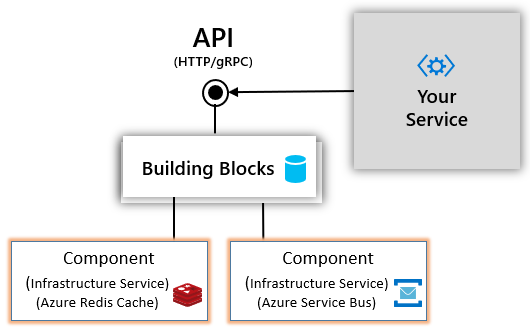 API
(HTTP/gRPC)
Your
Service
Building Blocks
Component
(Infrastructure Service)
(Azure Redis Cache)
Component
(Infrastructure Service)
(Azure Service Bus)